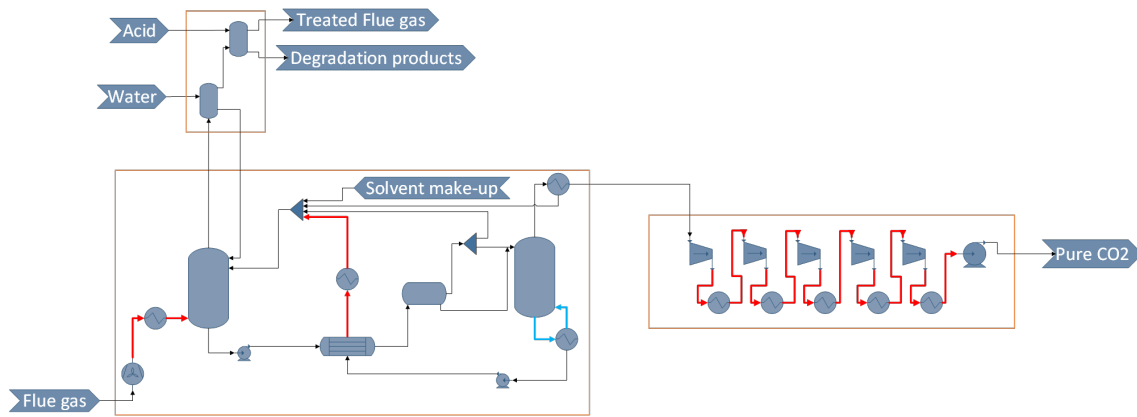 Acid
Treated Flue gas
Degradation products
Water
Solvent make-up
Pure CO2
Flue gas